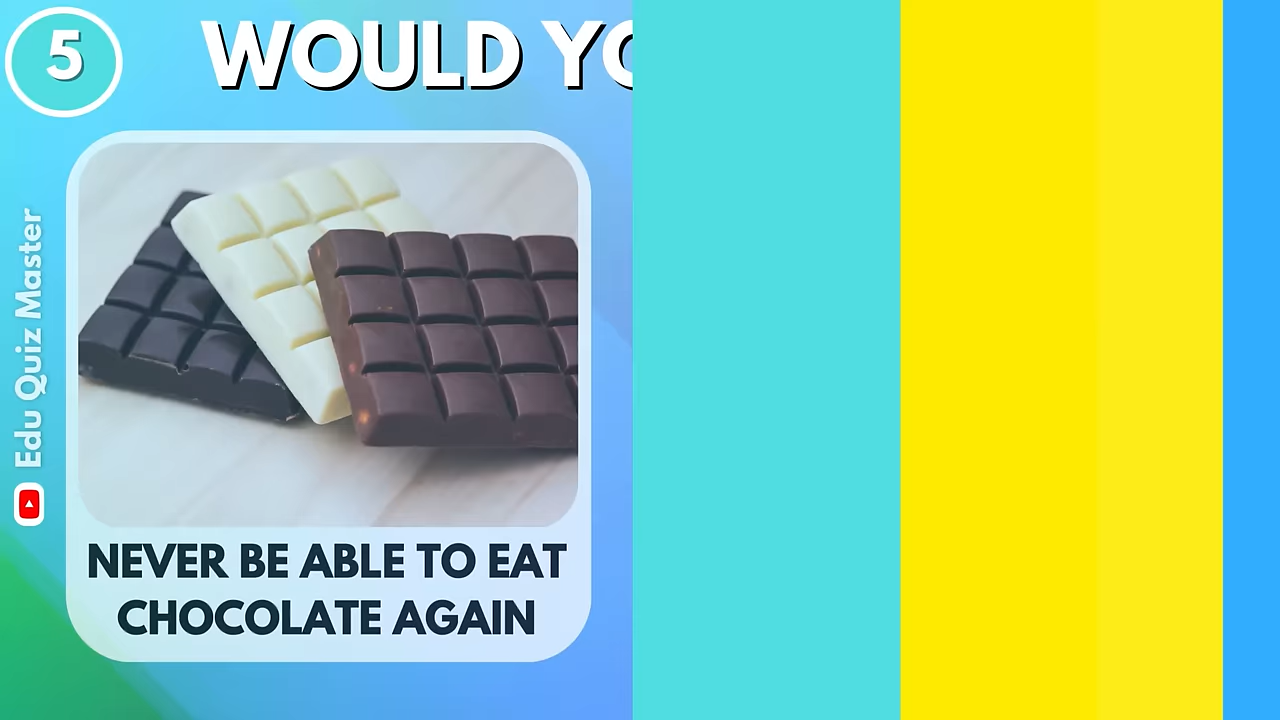 5
WOULD YO
Edu Quiz Master
NEVER BE ABLE TO EAT
CHOCOLATE AGAIN